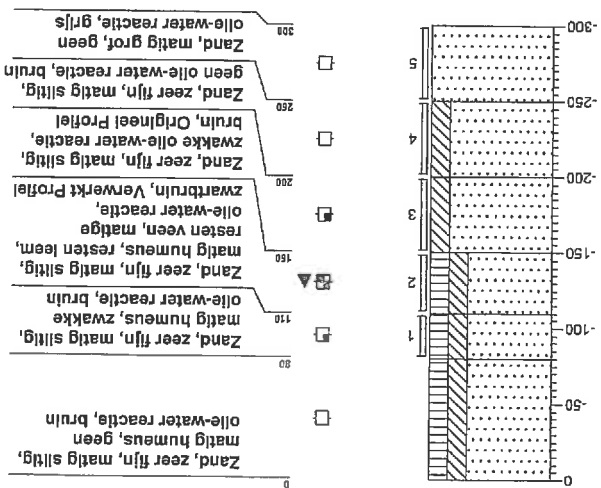 0
Zand, zeer fijn, matig siltig,
matig humeus, geen
olie-water reactie, bruin
80
Zand, zeer fijn, matig siltig,
matig humeus, zwakke
olie-water reactie, bruin
110
Zand, zeer fijn, matig siltig,
matig humeus, resten leem,
resten veen, matige
olie-water reactie,
zwartbruin, Verwerkt Profiel
150
Zand, zeer fijn, matig siltig,
zwakke olie-water reactie,
bruin, Origineel Profiel
200
Zand, zeer fijn, matig siltig,
geen olie-water reactie, bruin
250
Zand, matig grof, geen
olie-water reactie, grijs
300
0
-50
-100
-150
-200
-250
-300
1
2
3
4
5